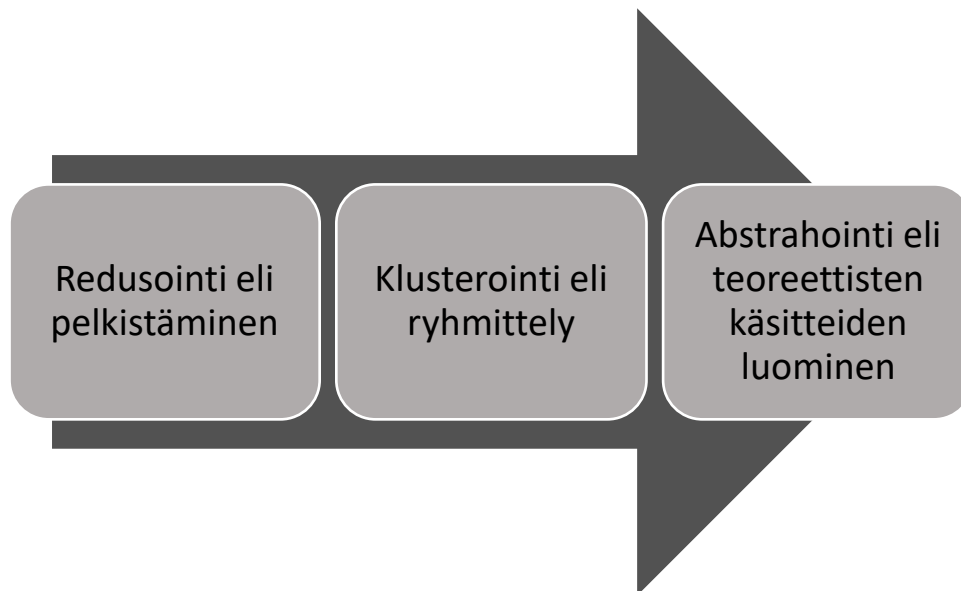 Redusointi eli
pelkistäminen
Klusterointi eli
ryhmittely
Abstrahointi eli
teoreettisten
käsitteiden
luominen